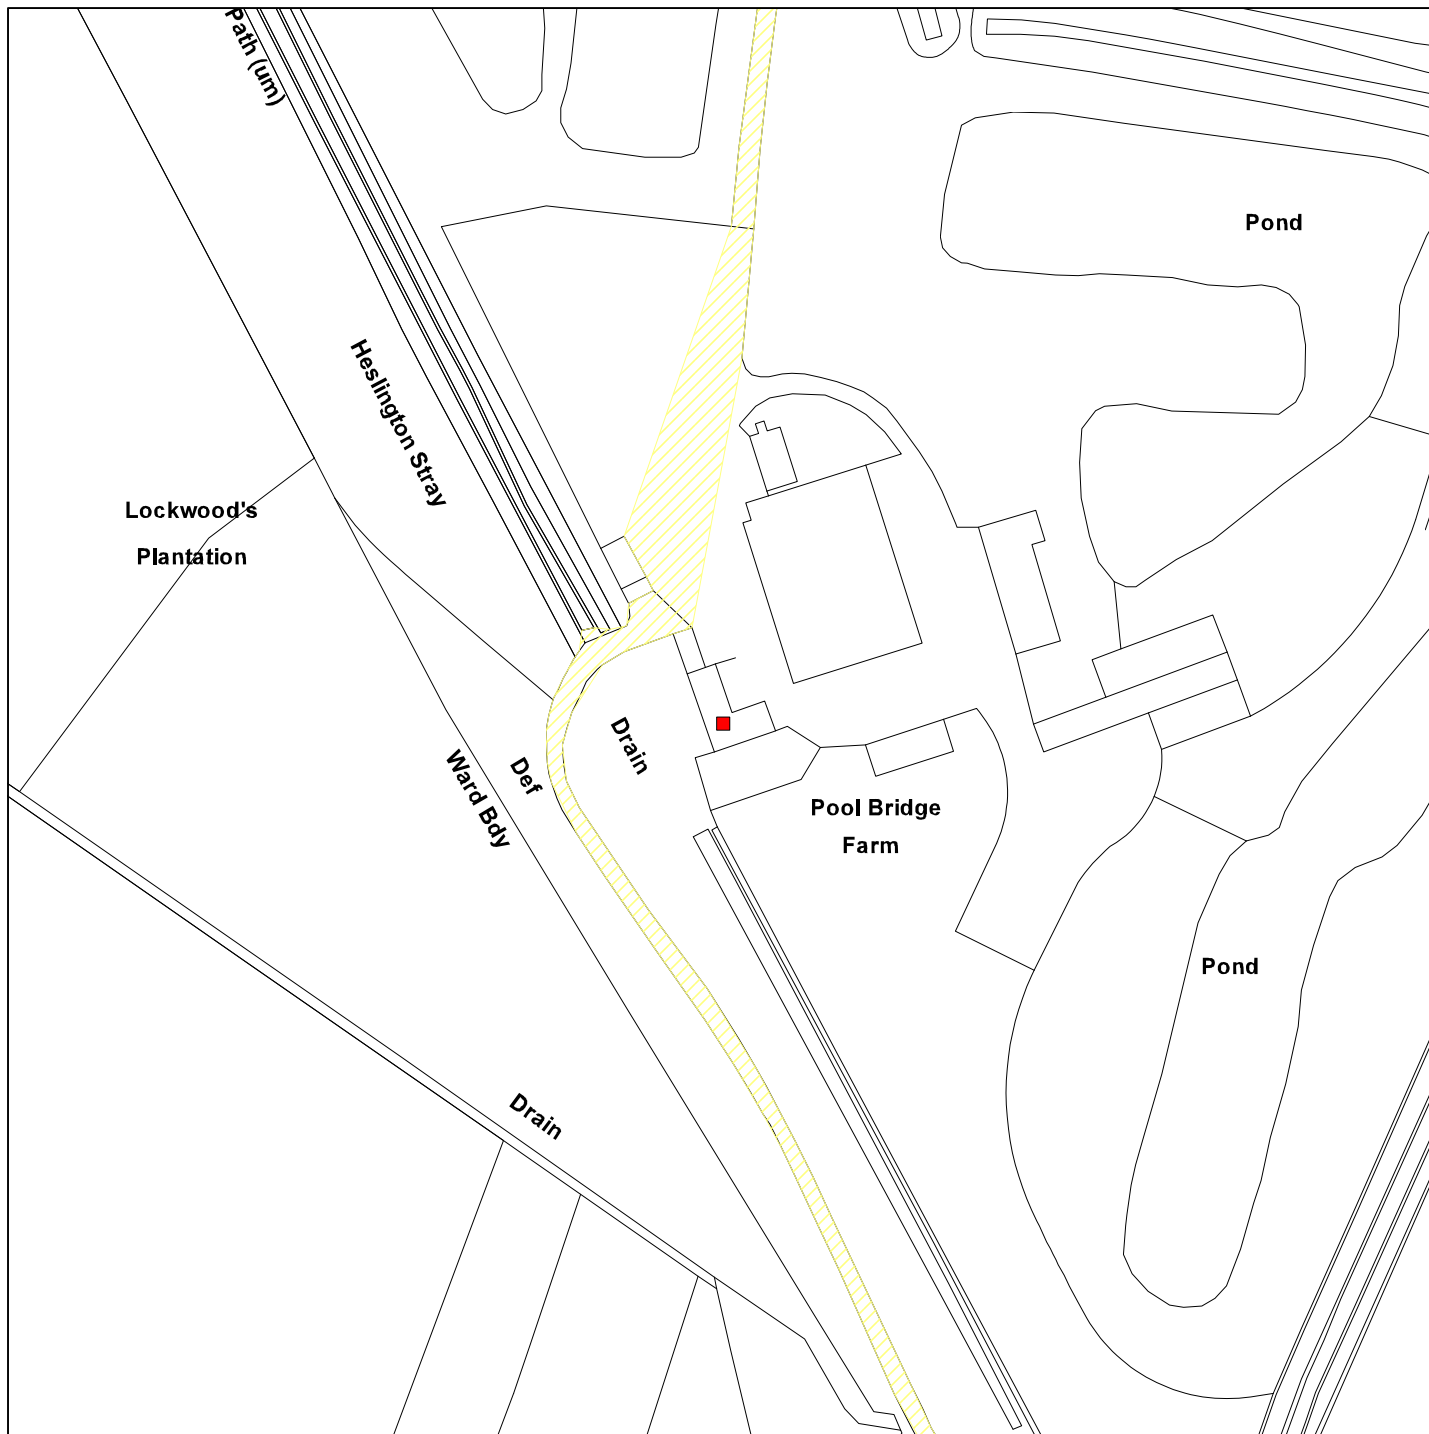 Path (um)
Pond
Heslington Stray
Lockwood's
Plantation
Drain
Def
Ward Bdy
Pool Bridge
Farm
Pond
Drain